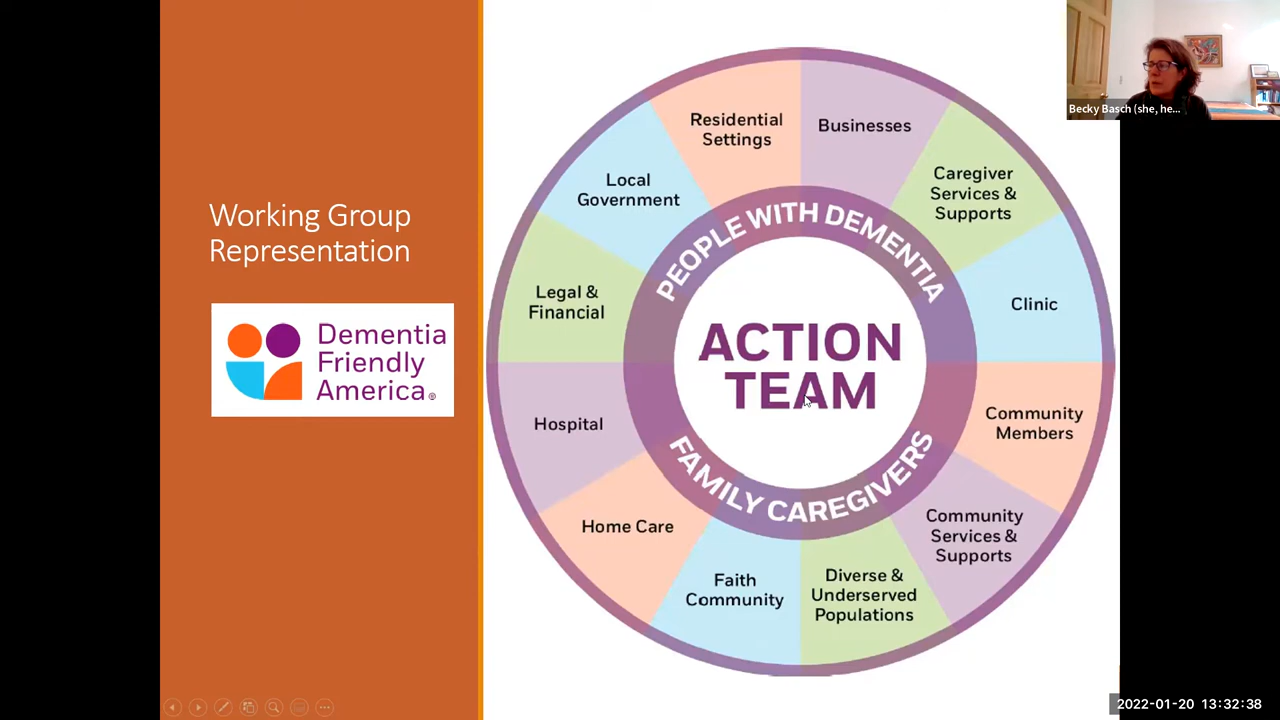 Working Group
Representation
Dementia
Friendly
America®
Residential
Settings
Businesses
Caregiver
Services &
Supports
Clinic
Community
Members
Community
Services &
Supports
Diverse &
Underserved
Populations
Faith
Community
Home Care
Hospital
Legal &
Financial
Local
Government
PEOPLE WITH DEMENTIA
ACTION
TEAM
FAMILY CAREGIVERS
Becky Basch (she, he...
2022-01-20 13:32:38